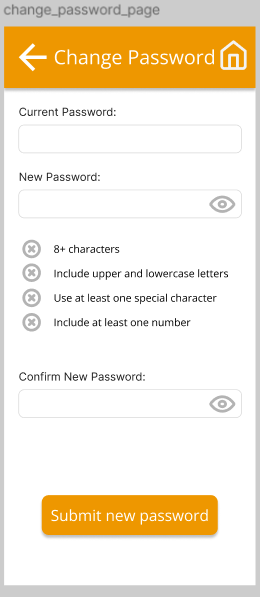 change_password_page
Change Password
Current Password:
New Password:
8+ characters
Include upper and lowercase letters
Use at least one special character
Include at least one number
Confirm New Password:
Submit new password